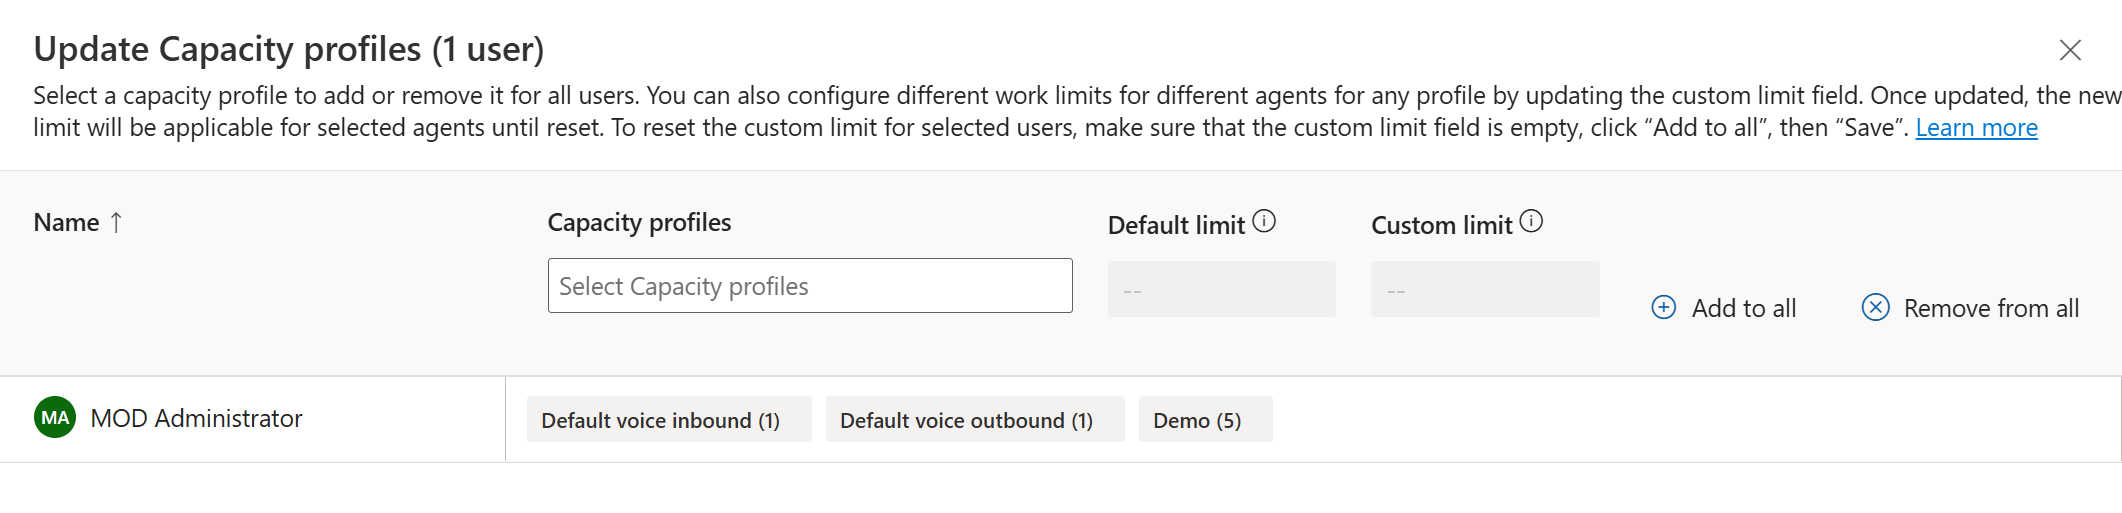 Update Capacity profiles (1 user)
Select a capacity profile to add or remove it for all users. You can also configure different work limits for different agents for any profile by updating the custom limit field. Once updated, the new
limit will be applicable for selected agents until reset. To reset the custom limit for selected users, make sure that the custom limit field is empty, click “Add to all”, then “Save”. Learn more
Name ↑
Capacity profiles
Default limit
Custom limit
Select Capacity profiles
--
--
Add to all
Remove from all
MA
MOD Administrator
Default voice inbound (1)
Default voice outbound (1)
Demo (5)